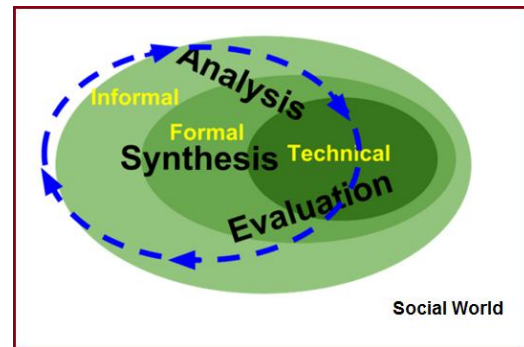 Analysis
Informal
Formal
Synthesis
Technical
Evaluation
Social World